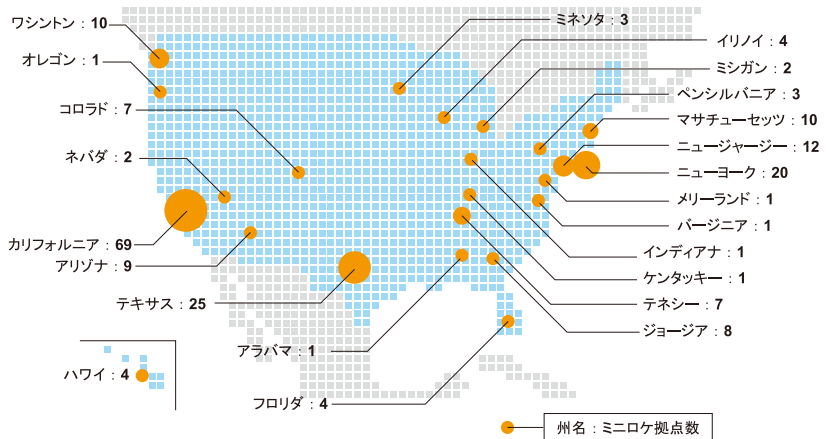 ワシントン：10
オレゴン：1
コロラド：7
ネバダ：2
カリフォルニア：69
アリゾナ：9
テキサス：25
アラバマ：1
ハワイ：4
フロリダ：4
ミネソタ：3
イリノイ：4
ミシガン：2
ペンシルバニア：3
マサチューセッツ：10
ニュージャージー：12
ニューヨーク：20
メリーランド：1
バージニア：1
インディアナ：1
ケンタッキー：1
テネシー：7
ジョージア：8
州名：ミニロケ拠点数